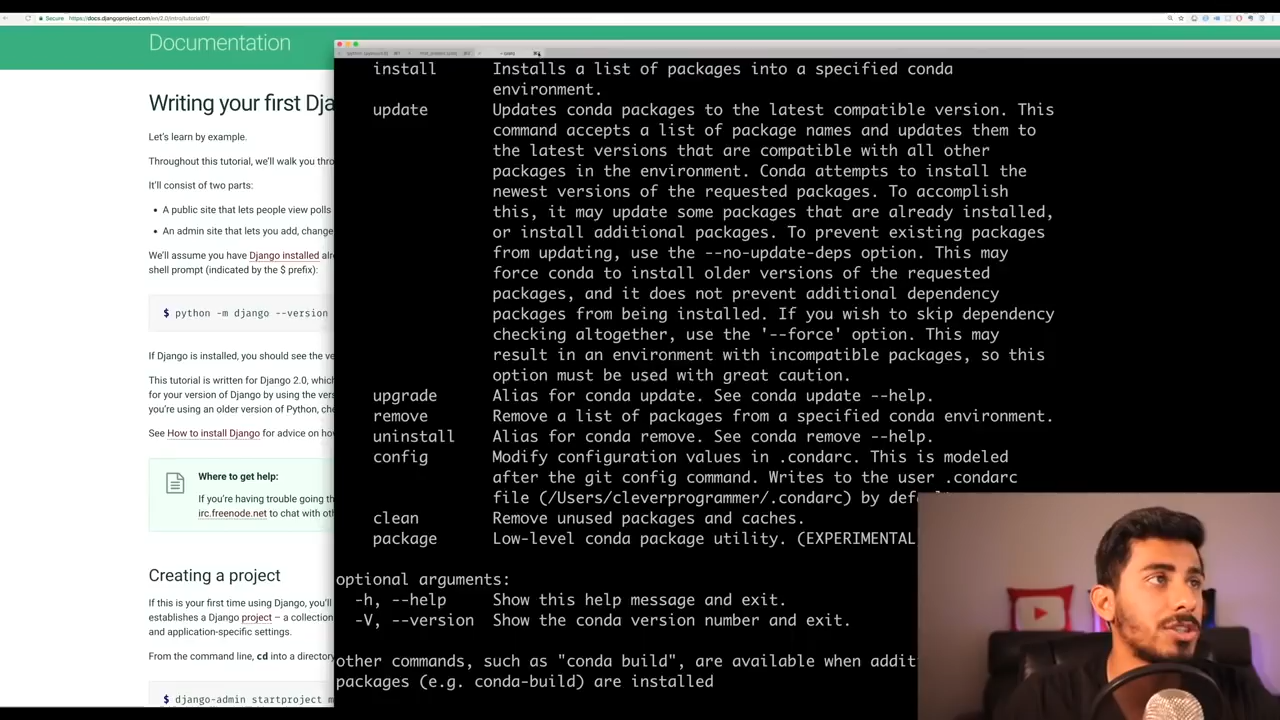 Secure
https://docs.djangoproject.com/en/2.0/intro/tutorial01/
Documentation
Writing your first Dja
Let's learn by example.
Throughout this tutorial, we'll walk you thro
It'll consist of two parts:
• A public site that lets people view polls
• An admin site that lets you add, change
We'll assume you have Django installed alr
shell prompt (indicated by the $ prefix):
$ python -m django --version
If Django is installed, you should see the ve
This tutorial is written for Django 2.0, which
for your version of Django by using the vers
you're using an older version of Python, che
See How to install Django for advice on how
Where to get help:
If you're having trouble going thr
irc.freenode.net to chat with oth
Creating a project
If this is your first time using Django, you'll
establishes a Django project – a collection
and application-specific settings.
From the command line, cd into a directory
$ django-admin startproject m
install Installs a list of packages into a specified conda
environment.
update Updates conda packages to the latest compatible version. This
command accepts a list of package names and updates them to
the latest versions that are compatible with all other
packages in the environment. Conda attempts to install the
newest versions of the requested packages. To accomplish
this, it may update some packages that are already installed,
or install additional packages. To prevent existing packages
from updating, use the --no-update-deps option. This may
force conda to install older versions of the requested
packages, and it does not prevent additional dependency
packages from being installed. If you wish to skip dependency
checking altogether, use the '--force' option. This may
result in an environment with incompatible packages, so this
option must be used with great caution.
upgrade Alias for conda update. See conda update --help.
remove Remove a list of packages from a specified conda environment.
uninstall Alias for conda remove. See conda remove --help.
config Modify configuration values in .condarc. This is modeled
after the git config command. Writes to the user .condarc
file (/Users/cleverprogrammer/.condarc) by def
clean Remove unused packages and caches.
package Low-level conda package utility. (EXPERIMENTAL
optional arguments:
-h, --help Show this help message and exit.
-V, --version Show the conda version number and exit.
other commands, such as "conda build", are available when addit
packages (e.g. conda-build) are installed